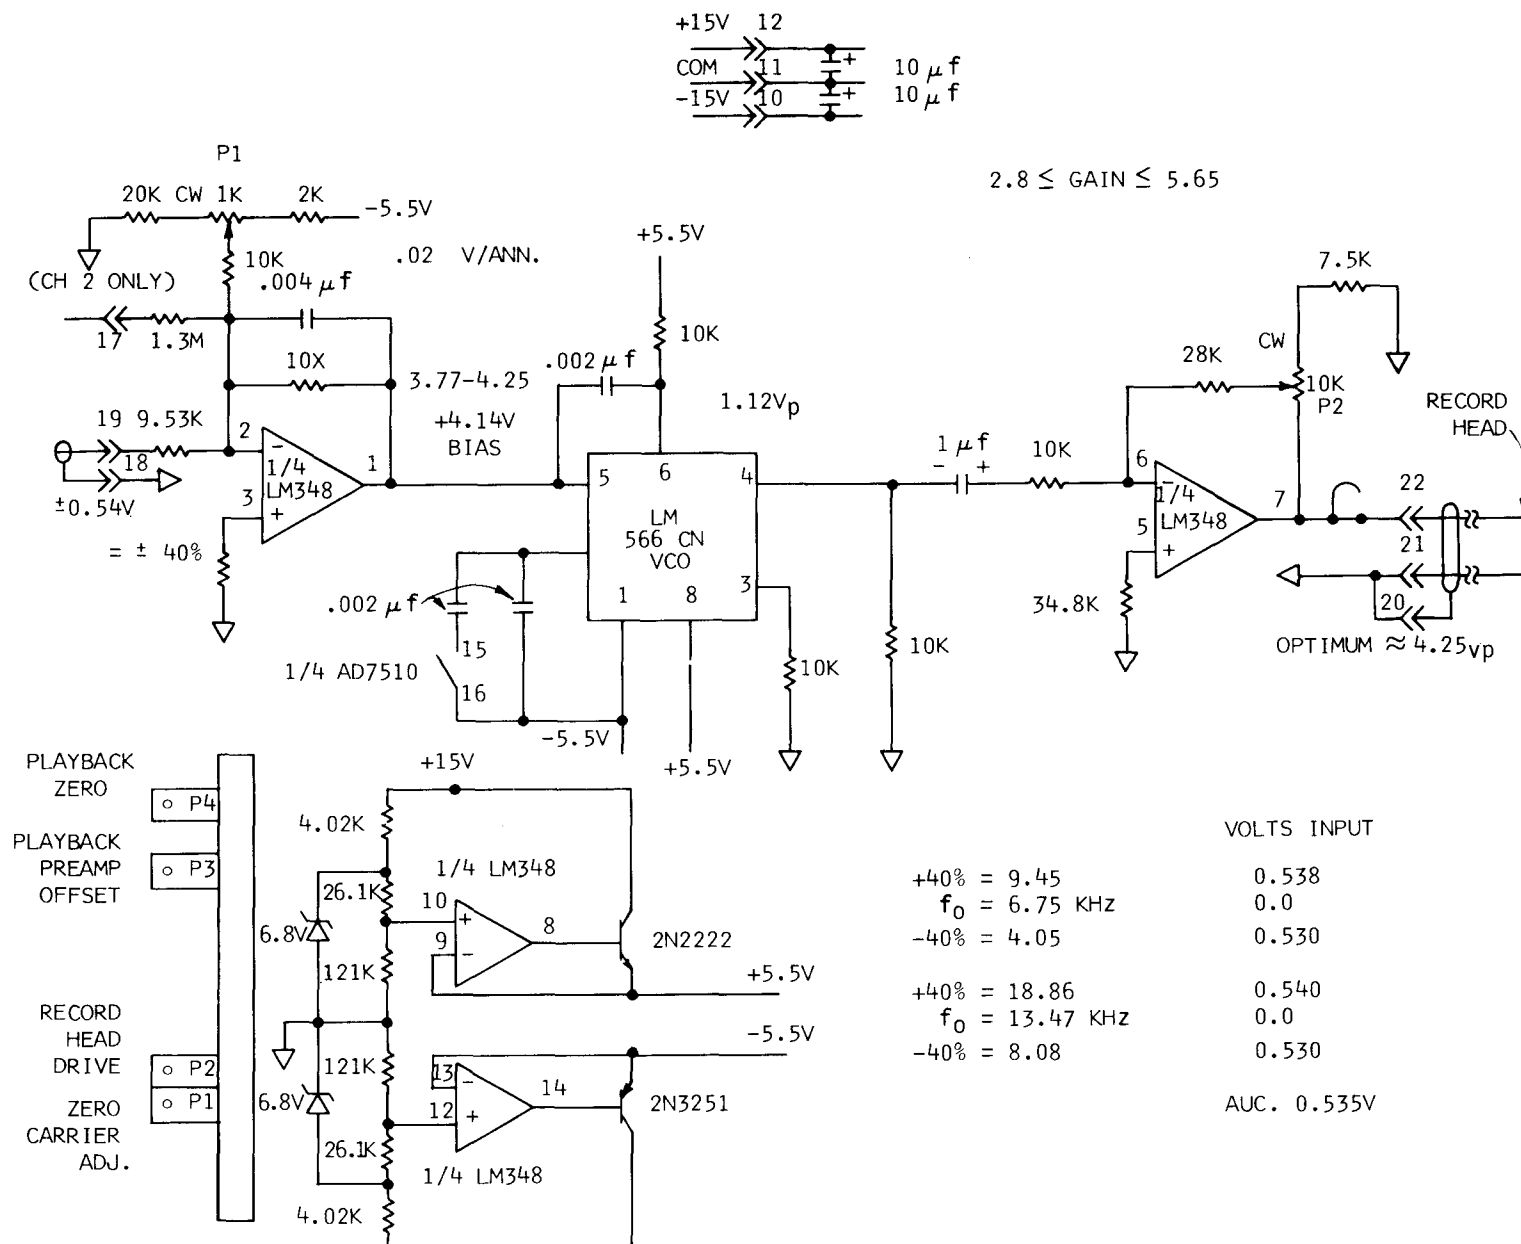 +15V 12
COM 11
-15V 10
+ 10 µf
+ 10 µf
P1
2.8 ≤ GAIN ≤ 5.65
20K CW 1K 2K
-5.5V
10K
.02 V/ANN.
(CH 2 ONLY)
.004 µf
17 1.3M
10X
3.77-4.25
+4.14V
BIAS
19 9.53K
18
±0.54V
= ± 40%
2
-
1/4
LM348
3
+
1
+5.5V
10K
.002 µf
1.12Vp
5
6
4
LM
566 CN
VCO
1
8
3
.002 µf
15
1/4 AD7510
16
-5.5V
+5.5V
10K
10K
1 µf
- +
10K
28K
7.5K
CW
10K
P2
6
-
1/4
LM348
5
+
7
34.8K
RECORD
HEAD
22
21
20
OPTIMUM ≈ 4.25vp
PLAYBACK
ZERO
P4
PLAYBACK
PREAMP
OFFSET
P3
RECORD
HEAD
DRIVE
P2
ZERO
CARRIER
ADJ.
P1
+15V
4.02K
1/4 LM348
26.1K
10
+
9
-
8
6.8V
2N2222
121K
+5.5V
-5.5V
121K
13
-
12
+
14
6.8V
2N3251
26.1K
1/4 LM348
4.02K
VOLTS INPUT
+40% = 9.45 0.538
fo = 6.75 KHz 0.0
-40% = 4.05 0.530
+40% = 18.86 0.540
fo = 13.47 KHz 0.0
-40% = 8.08 0.530
AUC. 0.535V